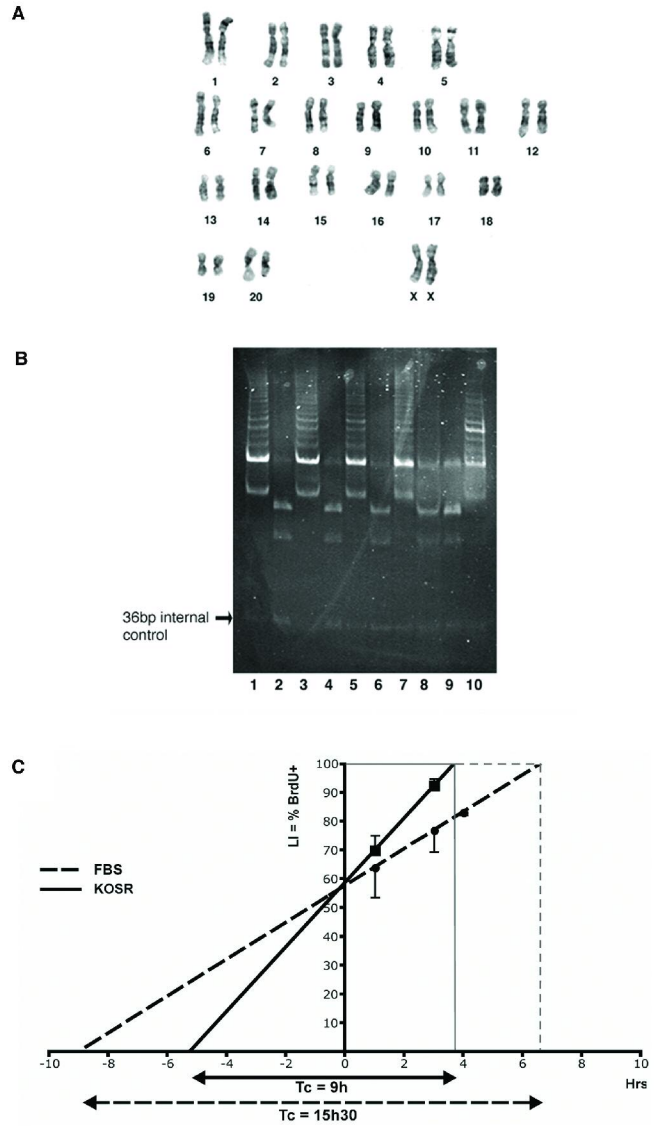 A
1 2 3 4 5
6 7 8 9 10 11 12
13 14 15 16 17 18
19 20 X X
B
36bp internal
control
1 2 3 4 5 6 7 8 9 10
C
LI = % BrdU+
100
90
80
70
60
50
40
30
20
10
FBS
KOSR
-10 -8 -6 -4 -2 0 2 4 6 8 10
Hrs
Tc = 9h
Tc = 15h30